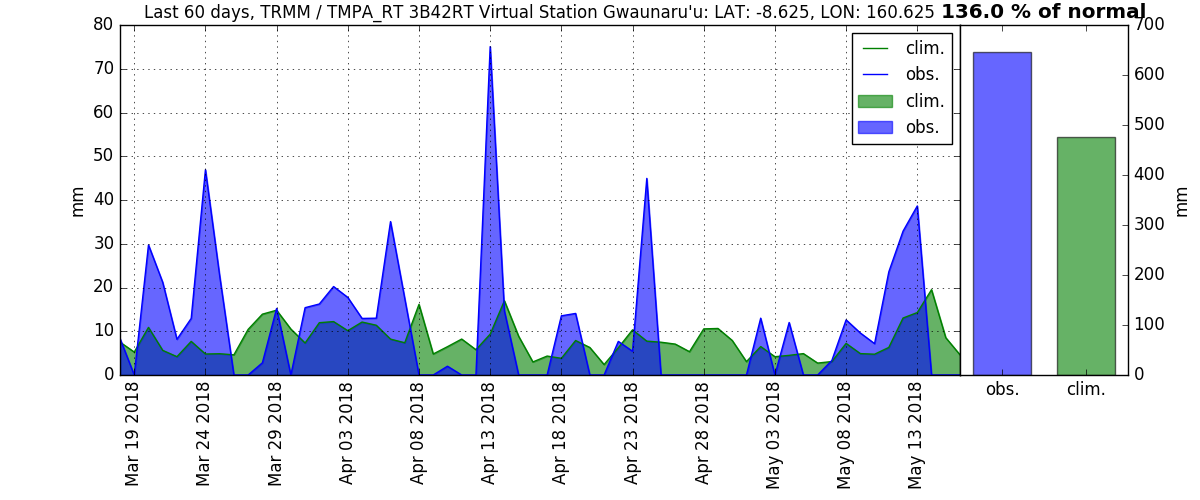 Last 60 days, TRMM / TMPA_RT 3B42RT Virtual Station Gwaunaru'u: LAT: -8.625, LON: 160.625 136.0 % of normal
80
70
60
50
40
30
20
10
0
mm
clim.
obs.
clim.
obs.
Mar 19 2018
Mar 24 2018
Mar 29 2018
Apr 03 2018
Apr 08 2018
Apr 13 2018
Apr 18 2018
Apr 23 2018
Apr 28 2018
May 03 2018
May 08 2018
May 13 2018
700
600
500
400
300
200
100
0
mm
obs.
clim.